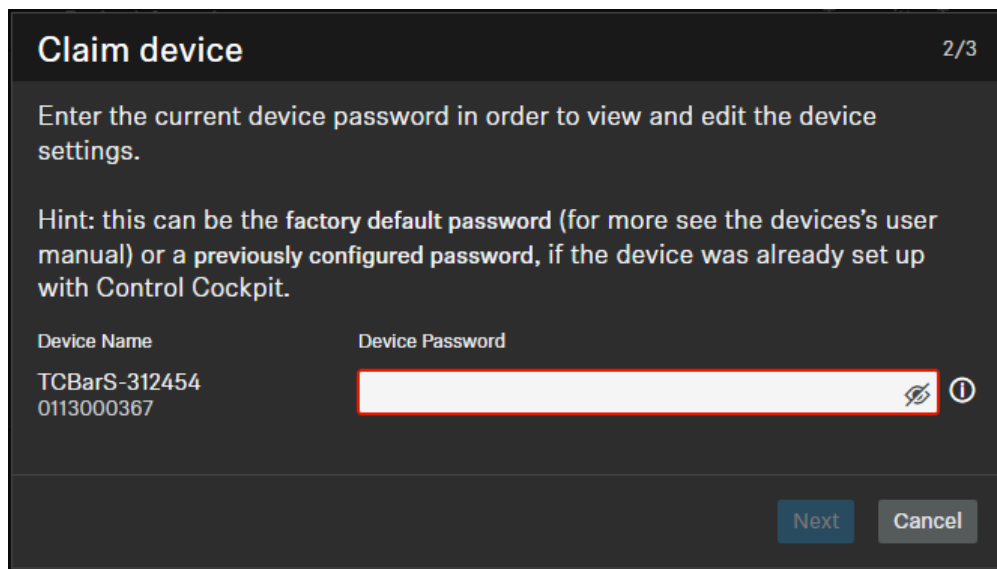 Claim device
2/3
Enter the current device password in order to view and edit the device
settings.
Hint: this can be the factory default password (for more see the devices's user
manual) or a previously configured password, if the device was already set up
with Control Cockpit.
Device Name
Device Password
TCBarS-312454
0113000367
Next
Cancel